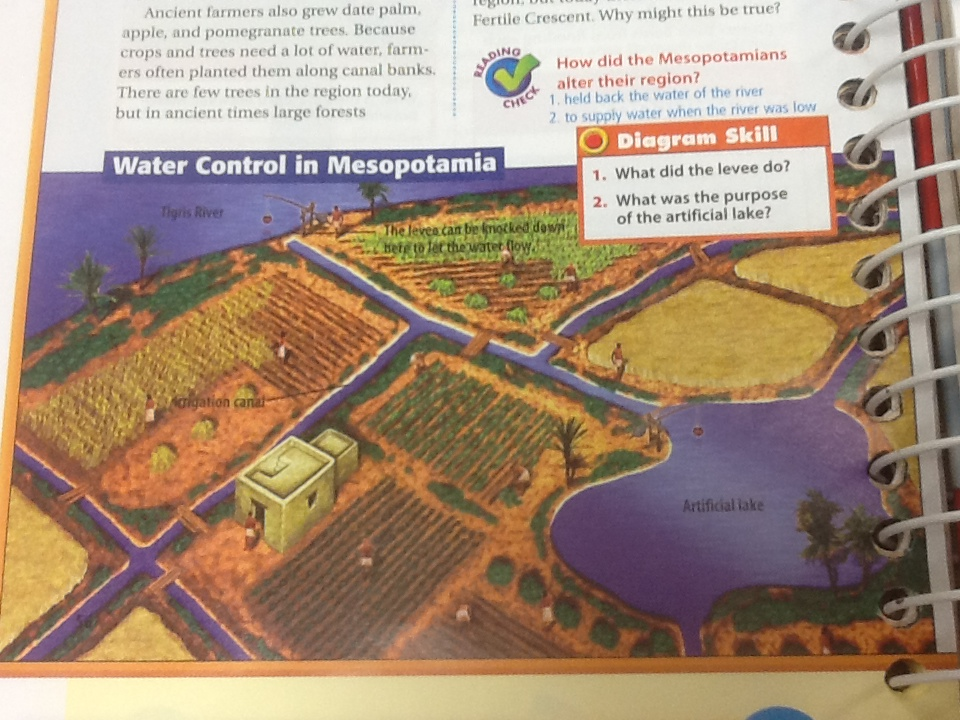 Ancient farmers also grew date palm,
apple, and pomegranate trees. Because
crops and trees need a lot of water, farm-
ers often planted them along canal banks.
There are few trees in the region today,
but in ancient times large forests
region, but today
Fertile Crescent. Why might this be true?
READING CHECK
How did the Mesopotamians
alter their region?
1. held back the water of the river
2. to supply water when the river was low
Diagram Skill
1. What did the levee do?
2. What was the purpose
of the artificial lake?
Water Control in Mesopotamia
Tigris River
The levee can be knocked down
here to let the water flow.
Irrigation canal
Artificial lake